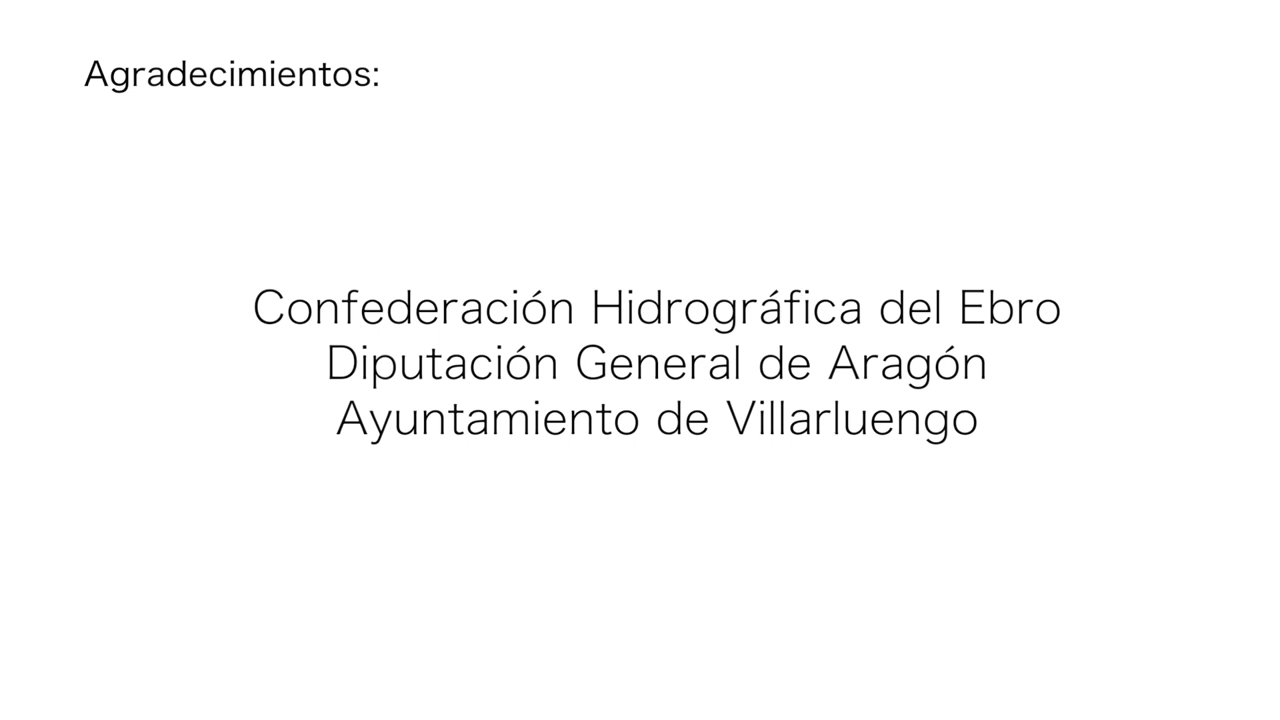 Agradecimientos:
Confederación Hidrográfica del Ebro
Diputación General de Aragón
Ayuntamiento de Villarluengo